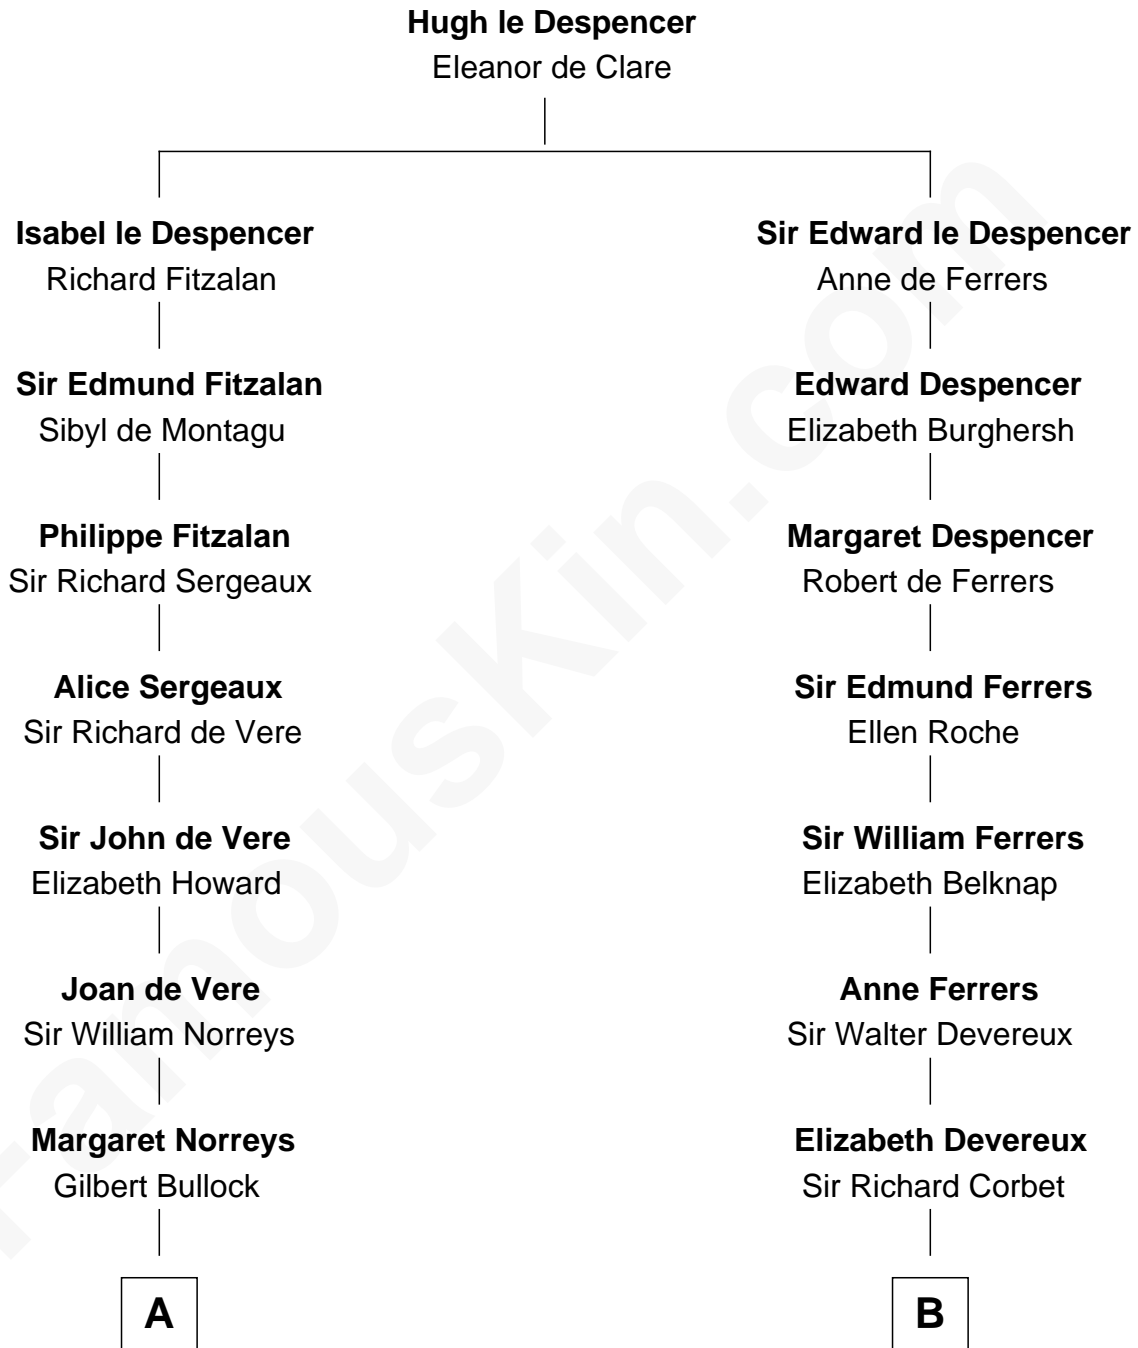 Hugh le Despencer
Eleanor de Clare
Isabel le Despencer
Richard Fitzalan
Sir Edward le Despencer
Anne de Ferrers
Sir Edmund Fitzalan
Sibyl de Montagu
Edward Despencer
Elizabeth Burghersh
Philippe Fitzalan
Sir Richard Sergeaux
Margaret Despencer
Robert de Ferrers
Alice Sergeaux
Sir Richard de Vere
Sir Edmund Ferrers
Ellen Roche
Sir John de Vere
Elizabeth Howard
Sir William Ferrers
Elizabeth Belknap
Joan de Vere
Sir William Norreys
Anne Ferrers
Sir Walter Devereux
Margaret Norreys
Gilbert Bullock
Elizabeth Devereux
Sir Richard Corbet
A
B
FamousKin.com